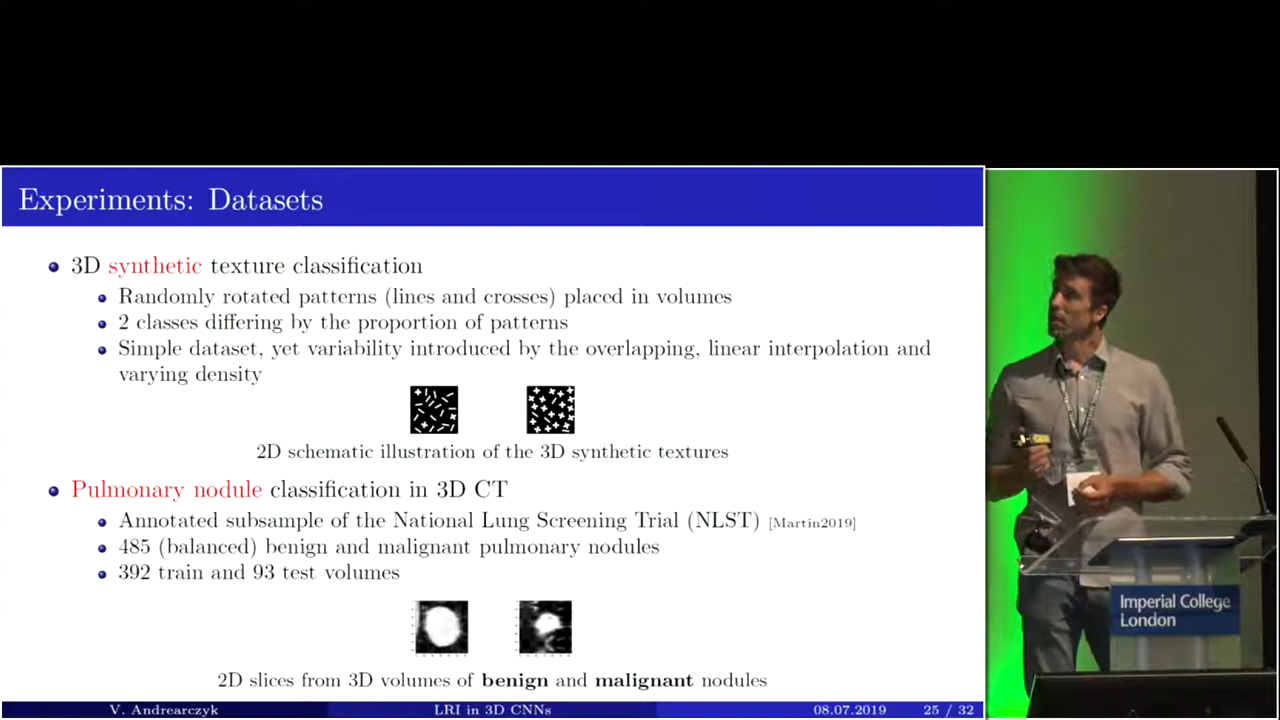 Experiments: Datasets
3D synthetic texture classification
Randomly rotated patterns (lines and crosses) placed in volumes
2 classes differing by the proportion of patterns
Simple dataset, yet variability introduced by the overlapping, linear interpolation and
varying density
2D schematic illustration of the 3D synthetic textures
Pulmonary nodule classification in 3D CT
Annotated subsample of the National Lung Screening Trial (NLST) [Martin2019]
485 (balanced) benign and malignant pulmonary nodules
392 train and 93 test volumes
2D slices from 3D volumes of benign and malignant nodules
V. Andrearczyk LRI in 3D CNNs 08.07.2019 25 / 32
Imperial College
London